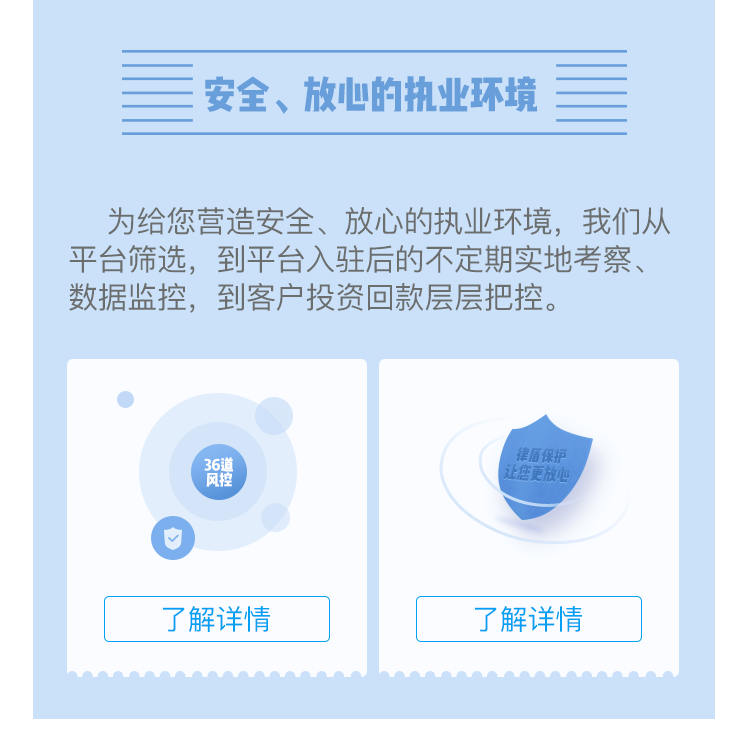 安全、放心的执业环境
为给您营造安全、放心的执业环境，我们从
平台筛选，到平台入驻后的不定期实地考察、
数据监控，到客户投资回款层层把控。
36道
风控
律盾保护
让您更放心
了解详情
了解详情